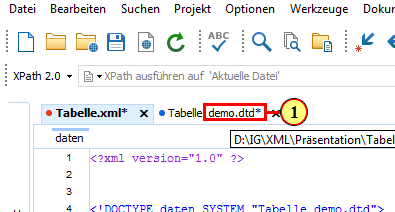 Datei Bearbeiten Suchen Projekt Optionen Werkzeuge Doku
ABC
XPath 2.0 XPath ausführen auf 'Aktuelle Datei'
Tabelle.xml* × Tabelle demo.dtd* × 1
D:\IG\XML\Präsentation\Tabel
daten
1 <?xml version="1.0" ?>
2
3
4 <!DOCTYPE daten SYSTEM "Tabelle demo.dtd">